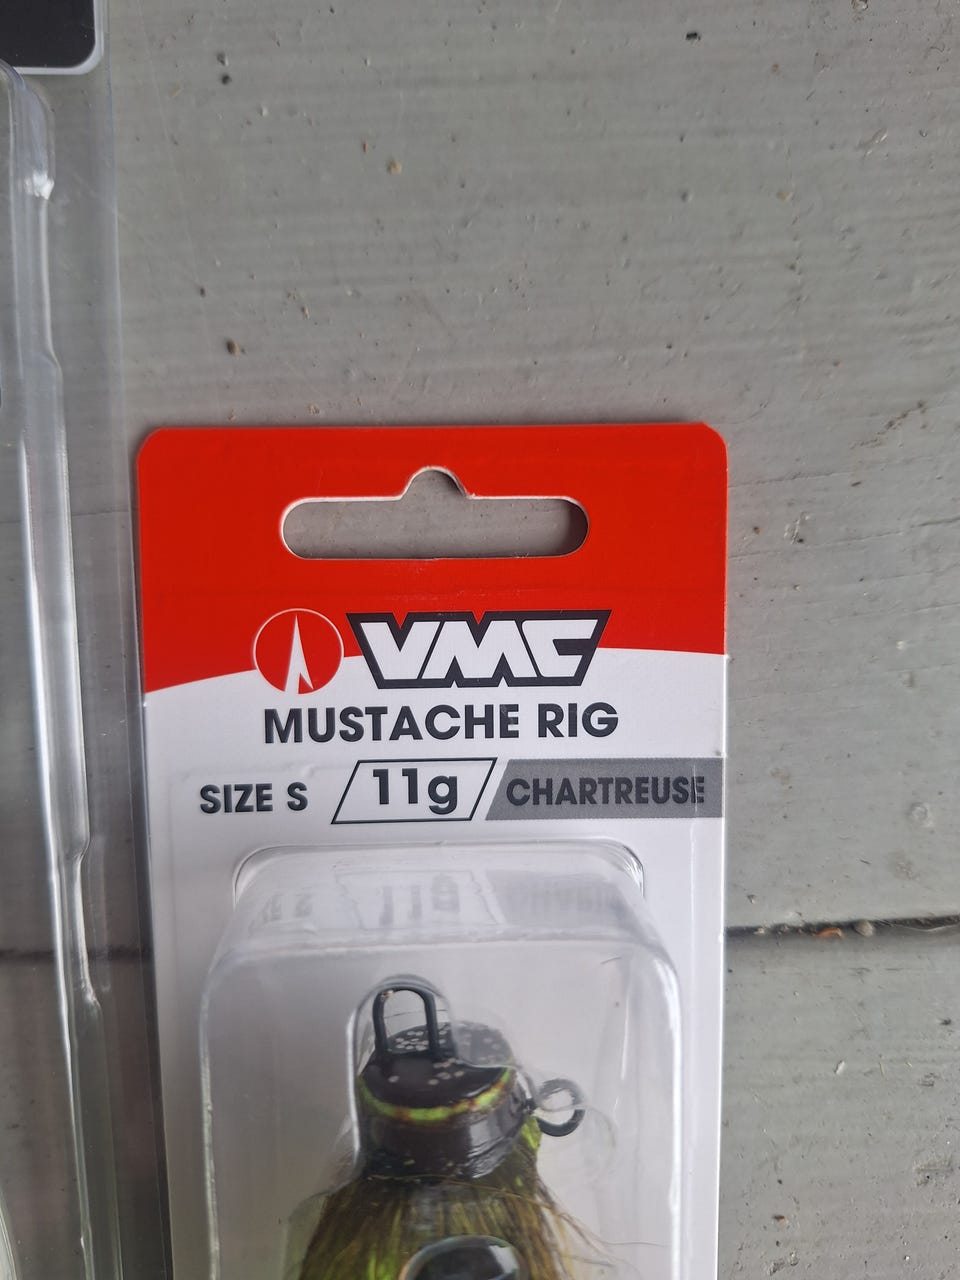 VMC
MUSTACHE RIG
SIZE S 11g CHARTREUSE